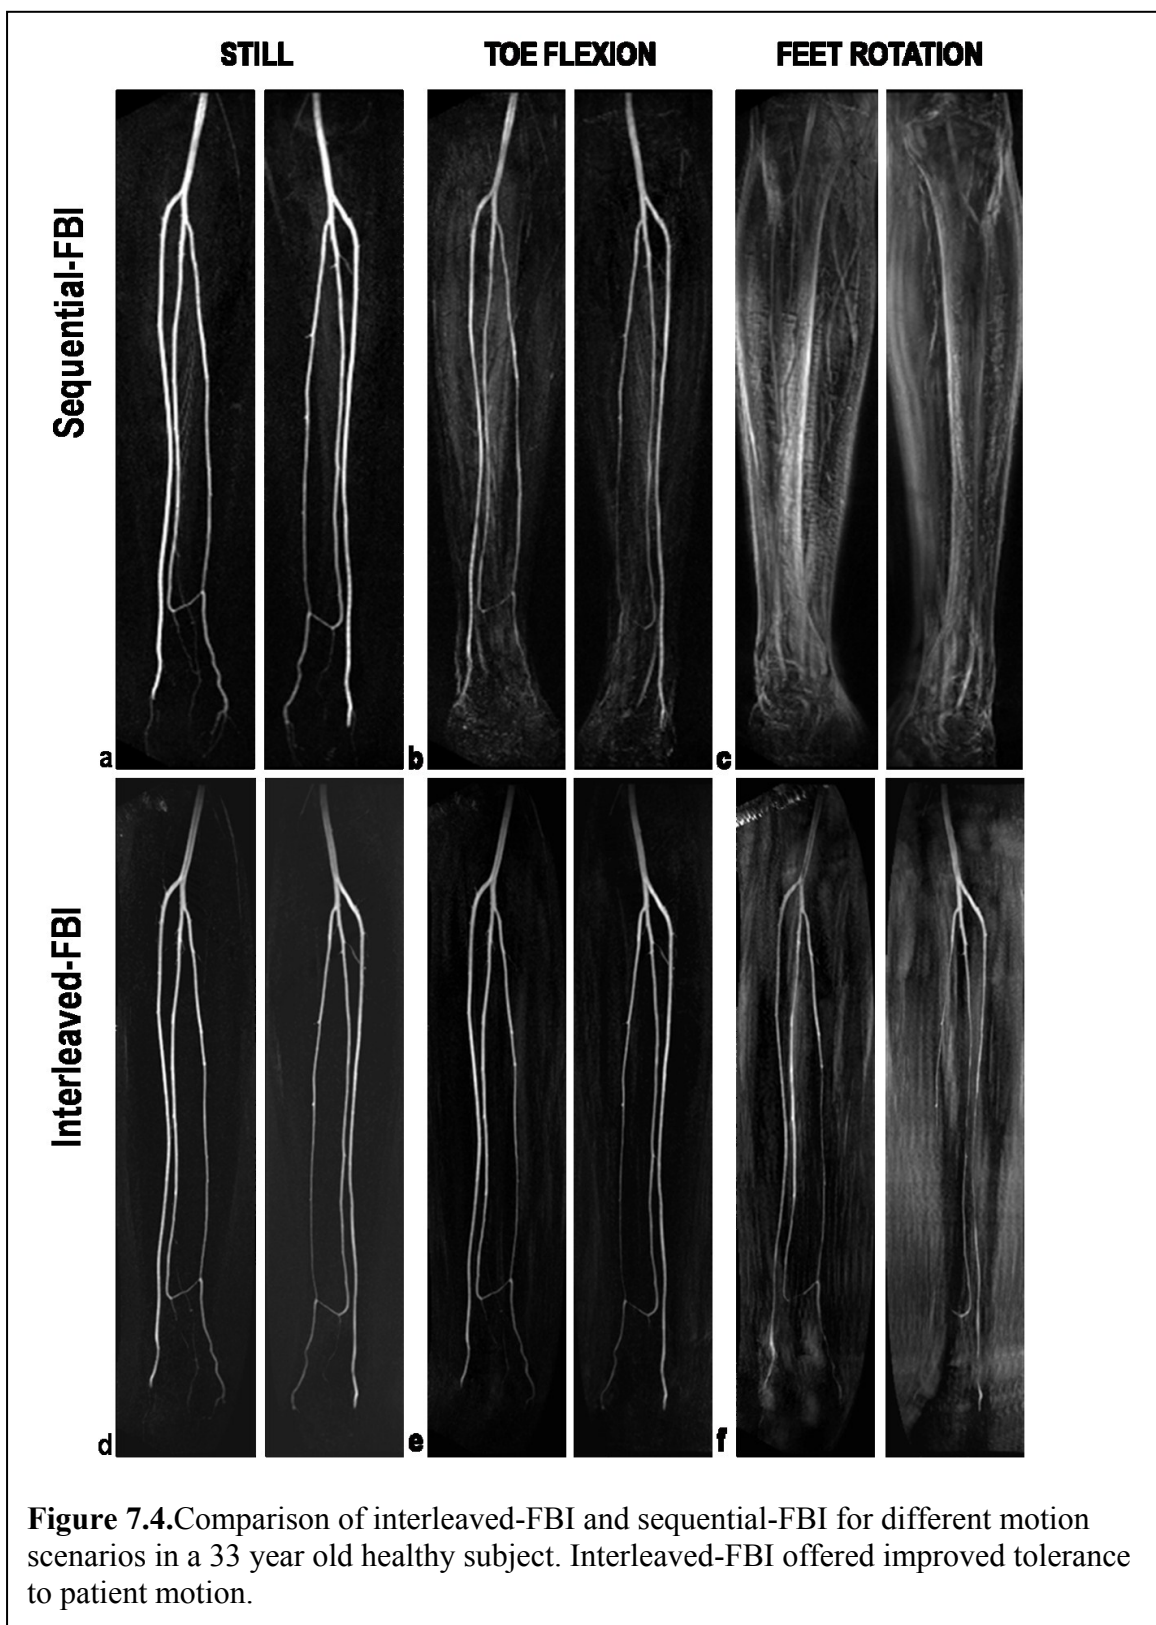 STILL
TOE FLEXION
FEET ROTATION
Sequential-FBI
a
b
c
Interleaved-FBI
d
e
f
Figure 7.4.Comparison of interleaved-FBI and sequential-FBI for different motion
scenarios in a 33 year old healthy subject. Interleaved-FBI offered improved tolerance
to patient motion.